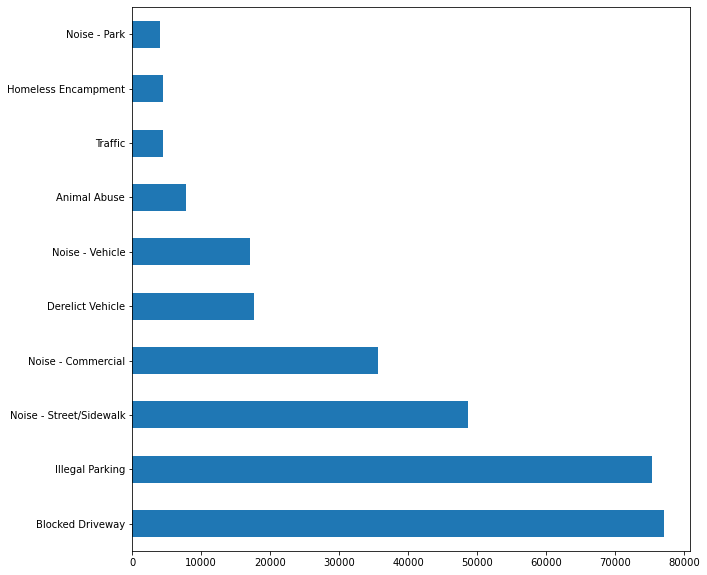 Noise - Park
Homeless Encampment
Traffic
Animal Abuse
Noise - Vehicle
Derelict Vehicle
Noise - Commercial
Noise - Street/Sidewalk
Illegal Parking
Blocked Driveway
0 10000 20000 30000 40000 50000 60000 70000 80000